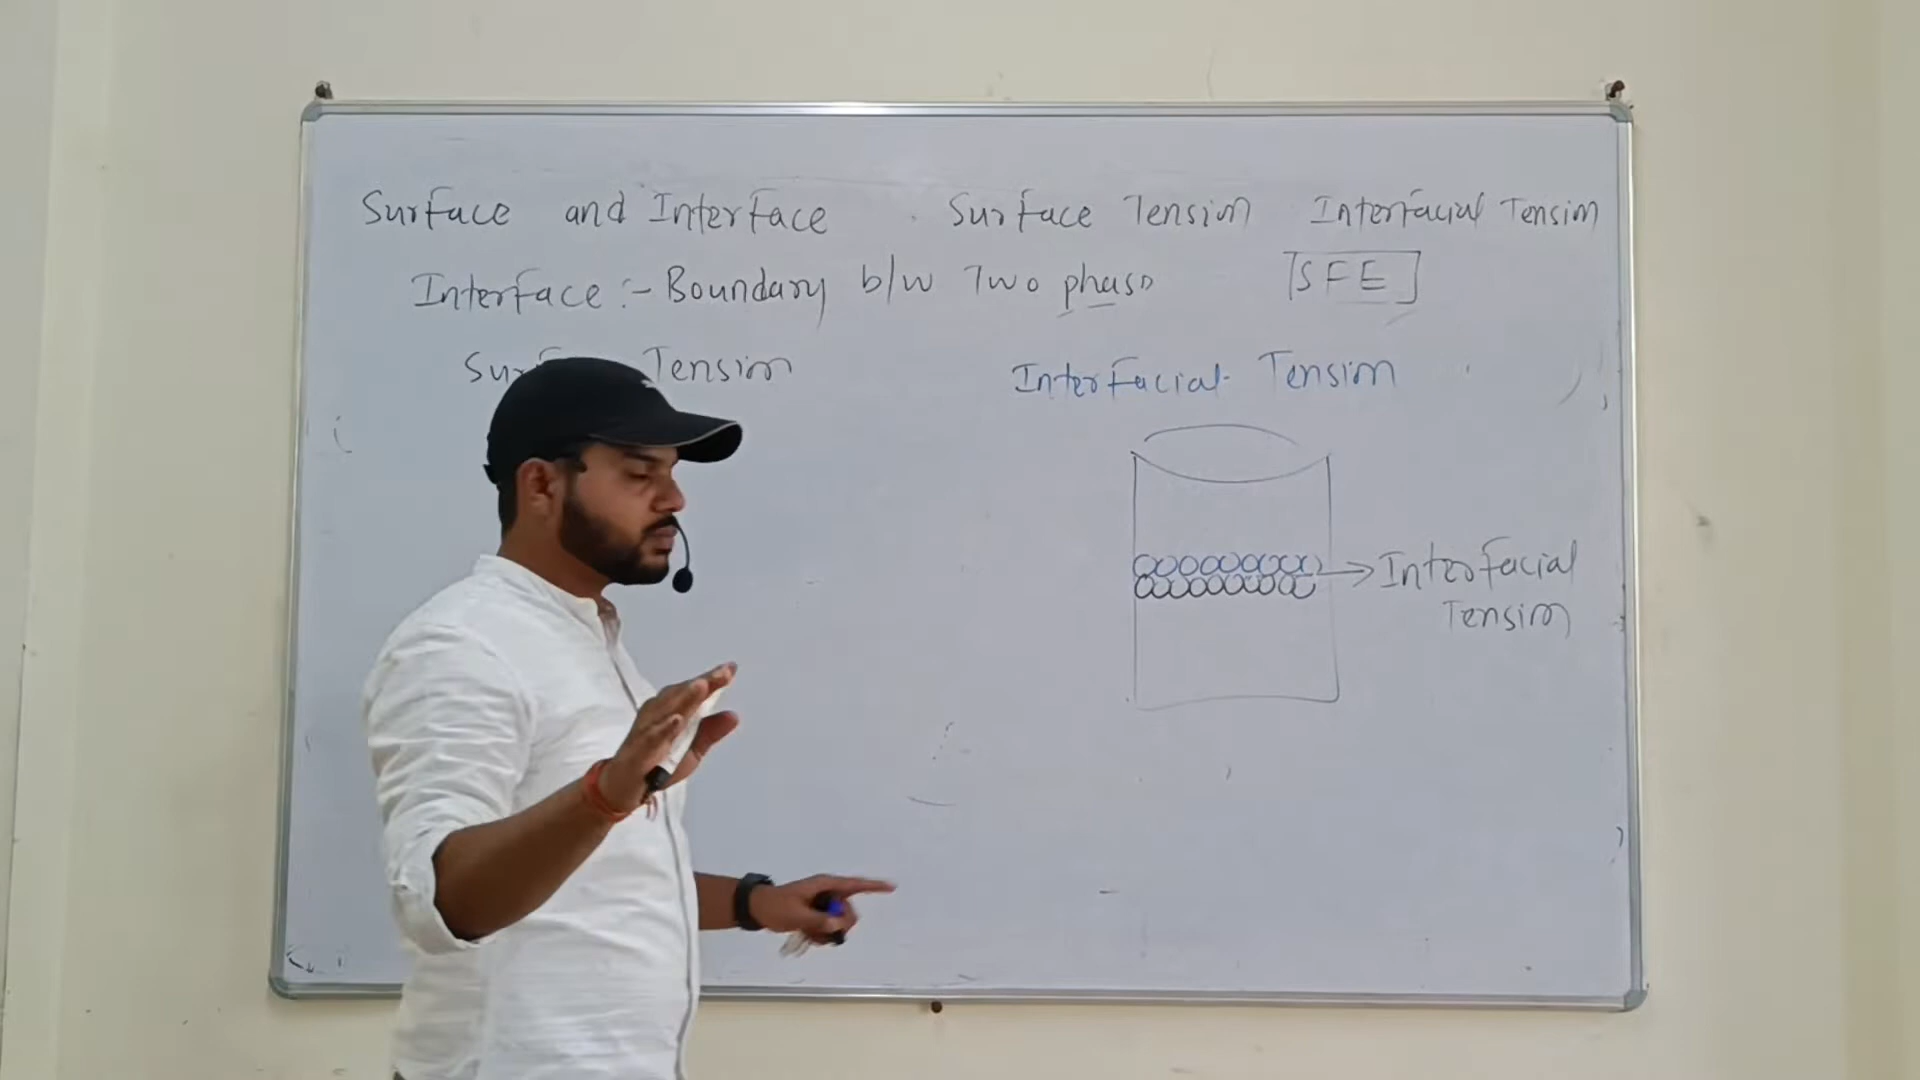 Surface and Interface Surface Tension Interfacial Tension
Interface :- Boundary b/w Two phase [SFE]
Tension Interfacial Tension
Interfacial
Tension